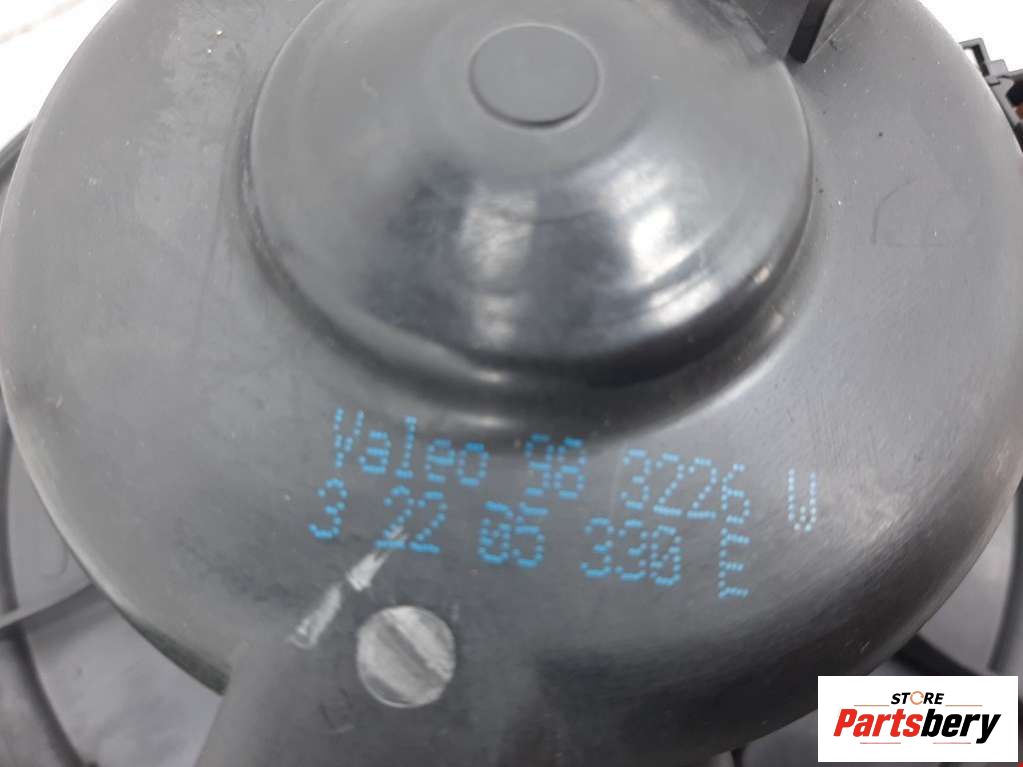 Valeo 98 3226 V
3 22 05 330 E
STORE
Partsbery